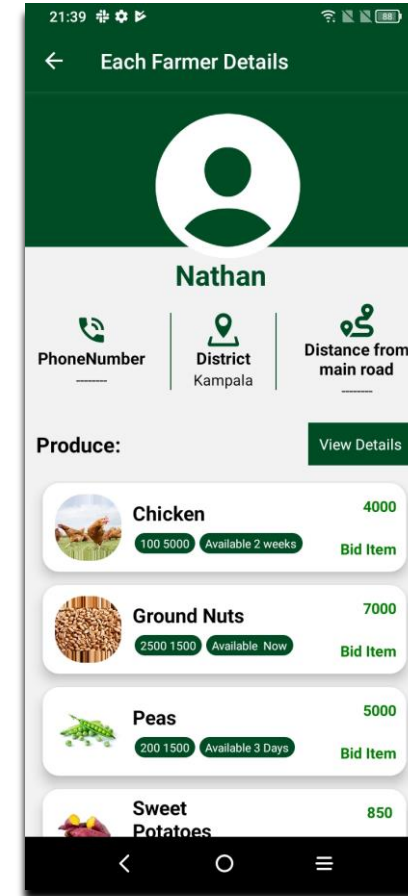 21:39
88
Each Farmer Details
Nathan
PhoneNumber
--------
District
Kampala
Distance from
main road
--------
Produce:
View Details
Chicken
4000
100 5000
Available 2 weeks
Bid Item
Ground Nuts
7000
2500 1500
Available Now
Bid Item
Peas
5000
200 1500
Available 3 Days
Bid Item
Sweet
Potatoes
850